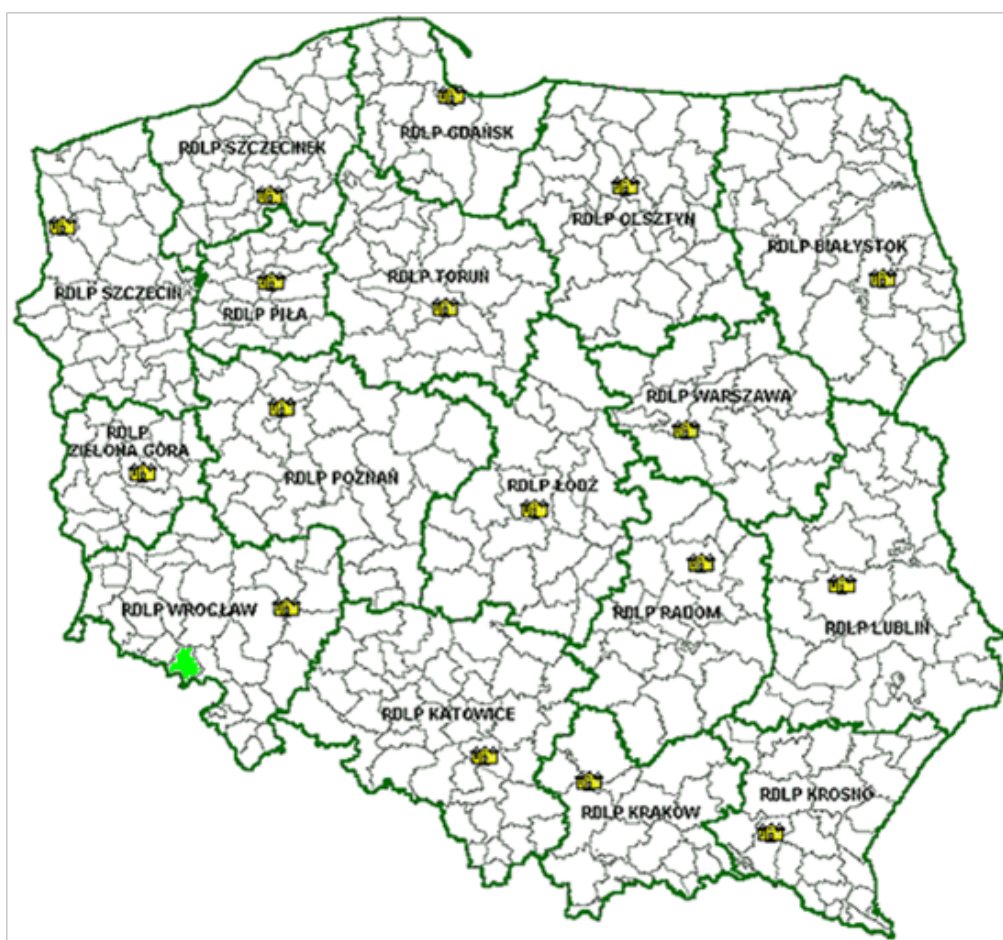 RDLP GDAŃSK
RDLP SZCZECINEK
RDLP OLSZTYN
RDLP BIAŁYSTOK
RDLP TORUŃ
RDLP SZCZECIN
RDLP PIŁA
RDLP WARSZAWA
RDLP
ZIELONA GÓRA
RDLP POZNAŃ
RDLP ŁÓDŹ
RDLP WROCŁAW
RDLP RADOM
RDLP LUBLIN
RDLP KATOWICE
RDLP KROSNO
RDLP KRAKÓW